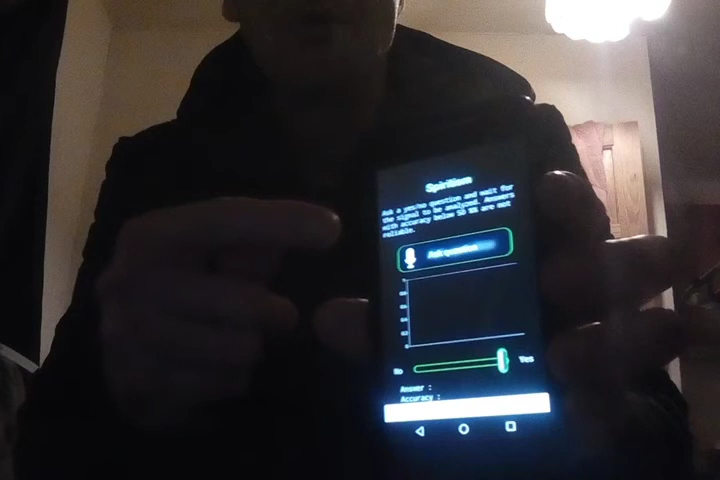 Spiritism
Ask a yes/no question and wait for
the signal to be analyzed. Answers
with accuracy below 50 %% are not
reliable.
Ask question
No
Yes
Answer :
Accuracy :